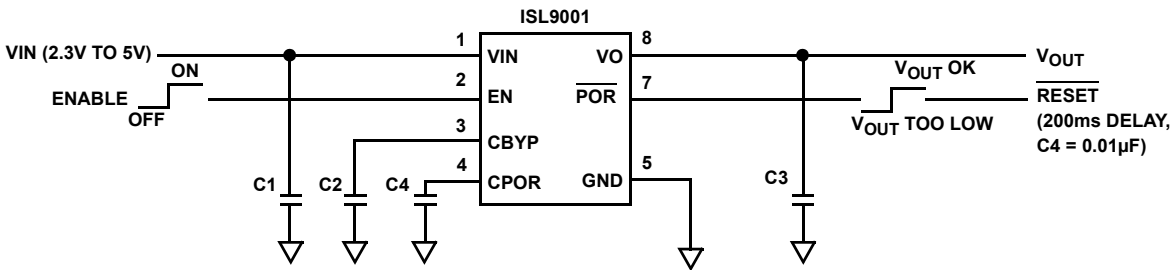 ISL9001
VIN (2.3V TO 5V)
1
VIN
VO
8
VOUT
ENABLE
OFF
ON
2
EN
POR
7
VOUT OK
VOUT TOO LOW
RESET
(200ms DELAY,
C4 = 0.01µF)
3
CBYP
4
CPOR
GND
5
C1
C2
C4
C3